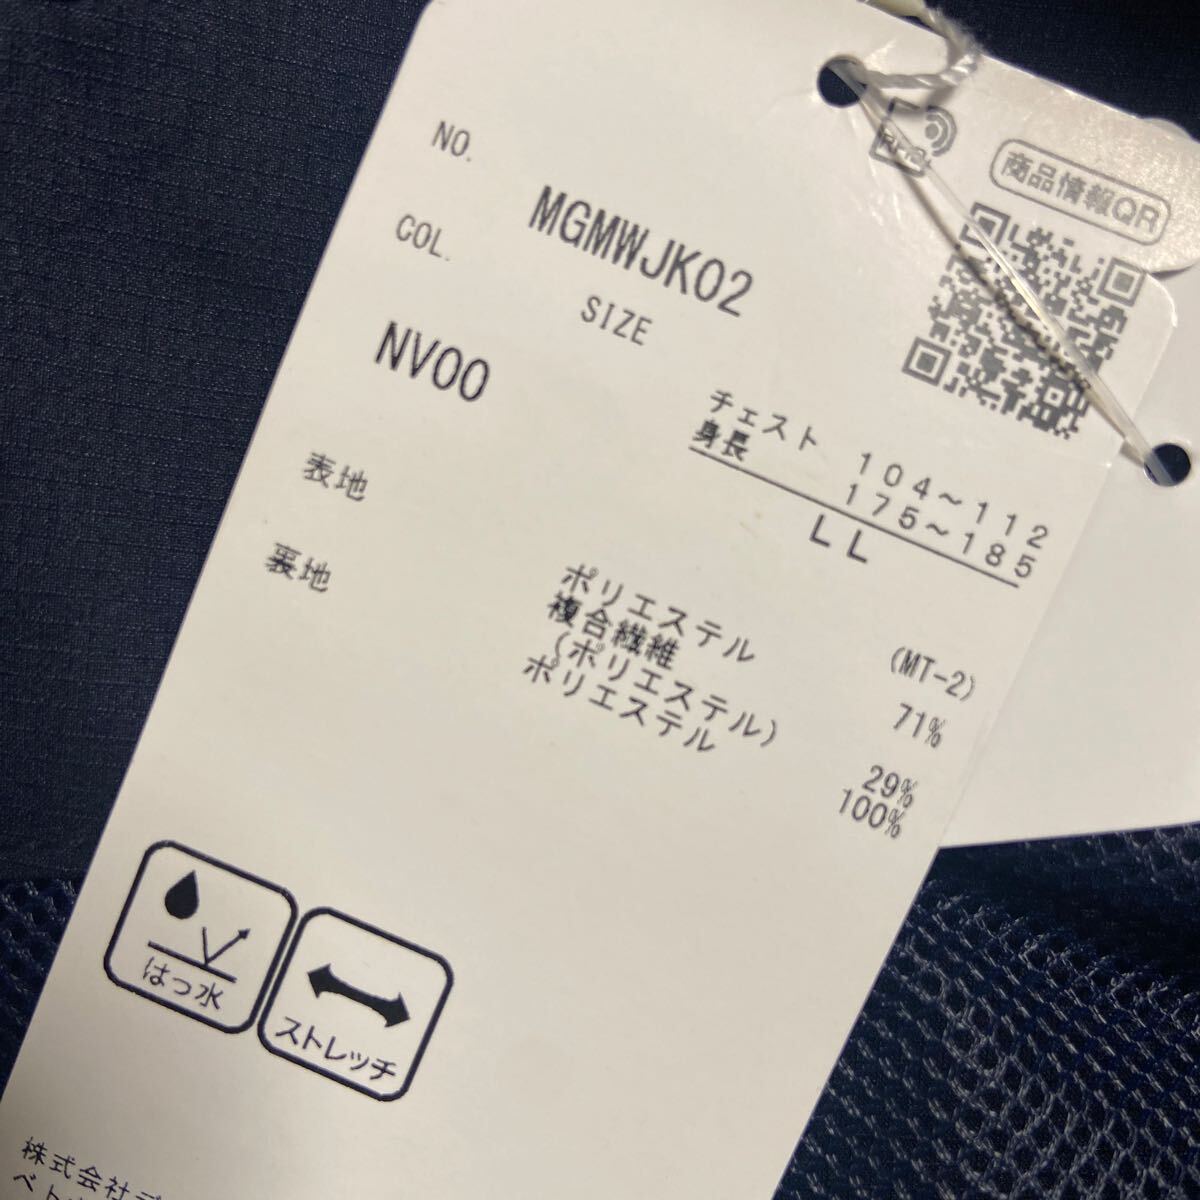 NO.
MGMWJK02
商品情報QR
COL.
SIZE
NV00
チェスト 104~112
身長 175~185
LL
表地
ポリエステル 71%
複合繊維
(ポリエステル) 29%
裏地
ポリエステル 100%
(MT-2)
はっ水
ストレッチ
株式会社デ